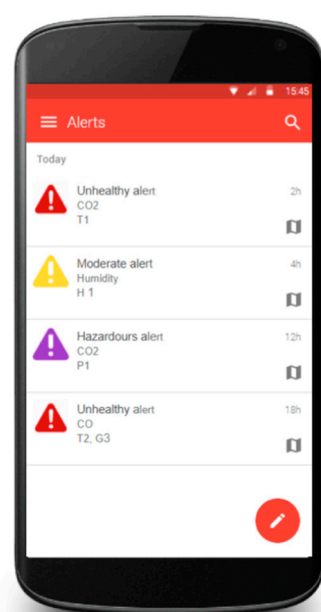 15:45
Alerts
Today
Unhealthy alert 2h
CO2
T1
Moderate alert 4h
Humidity
H 1
Hazardours alert 12h
CO2
P1
Unhealthy alert 18h
CO
T2, G3